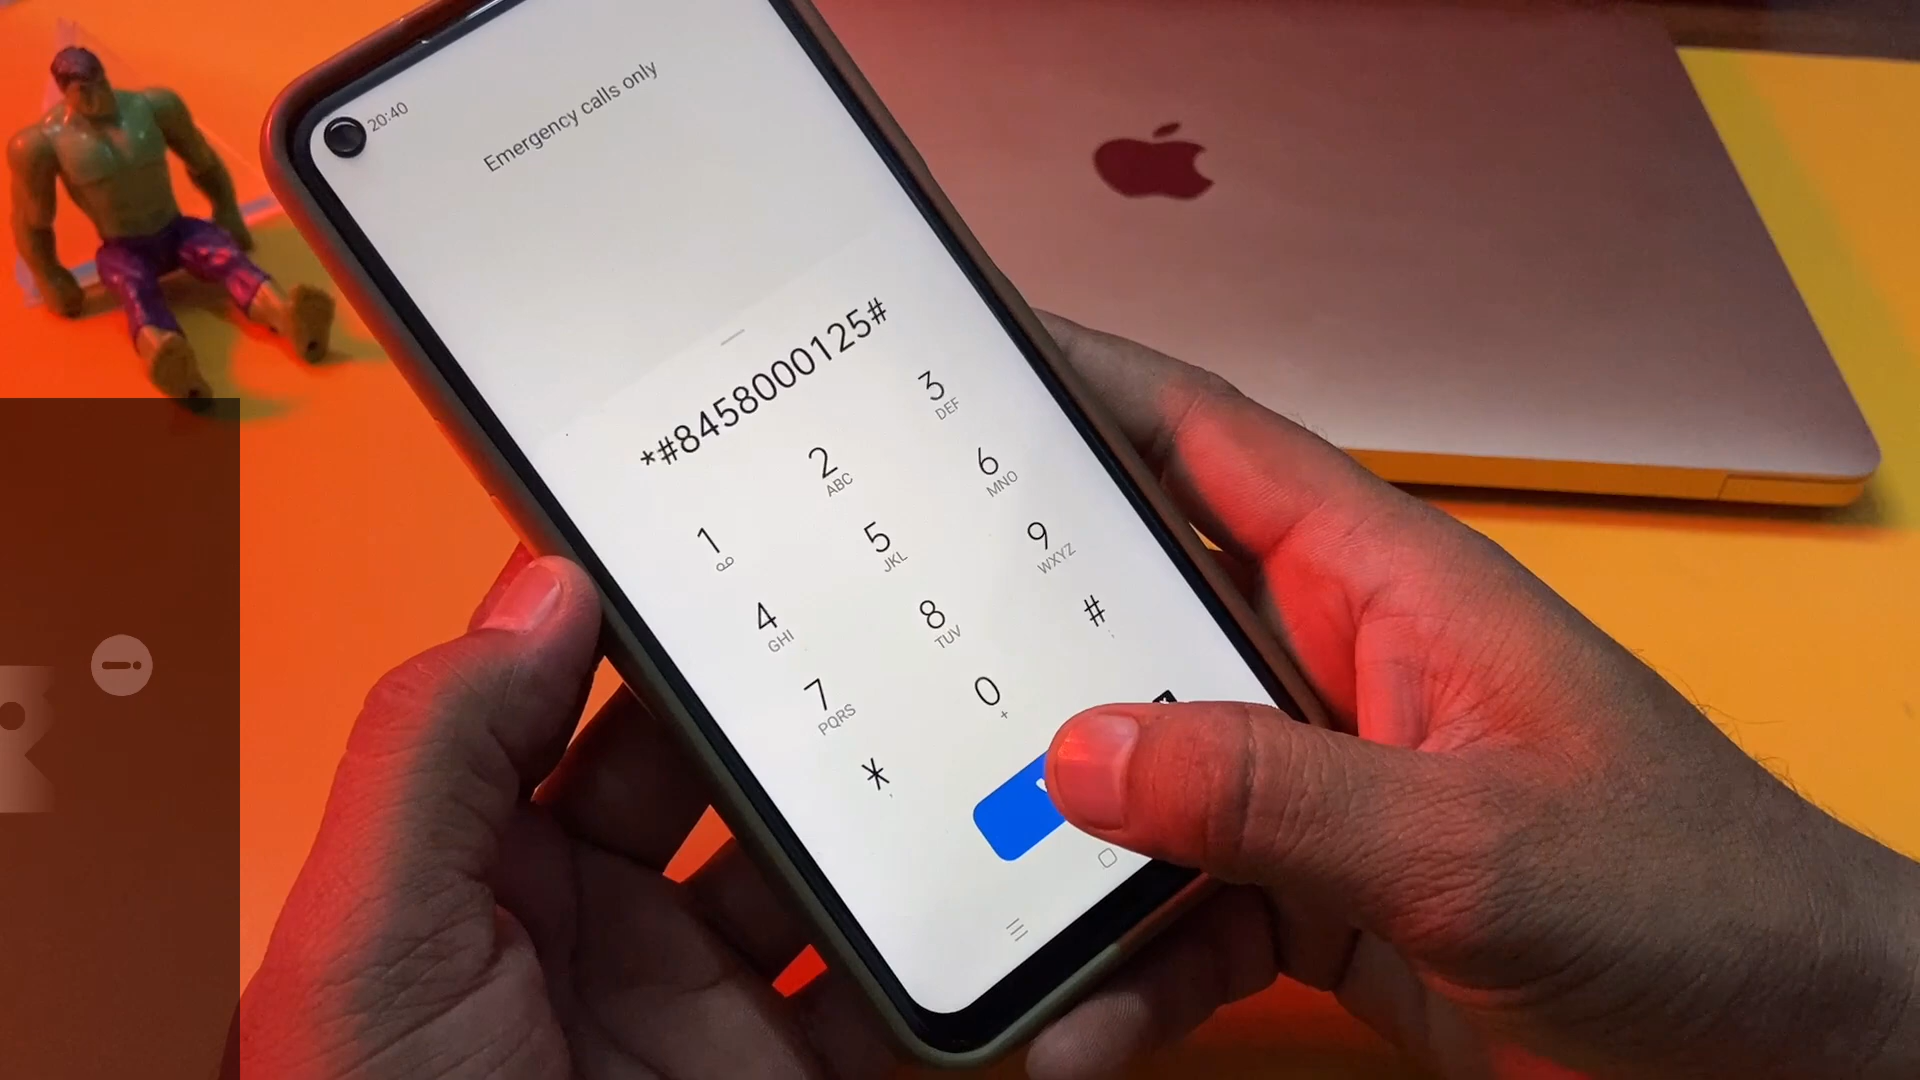 20:40
Emergency calls only
*#8458000125#
1
2 ABC
3 DEF
4 GHI
5 JKL
6 MNO
7 PQRS
8 TUV
9 WXYZ
*,
0 +
#;